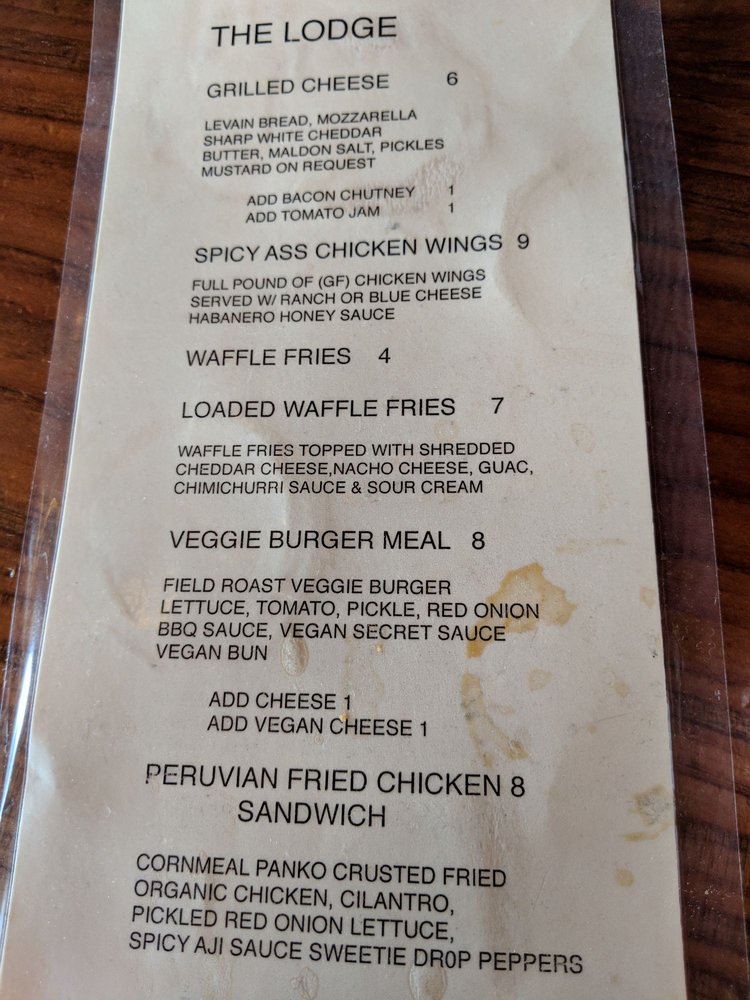 THE LODGE
GRILLED CHEESE 6
LEVAIN BREAD, MOZZARELLA
SHARP WHITE CHEDDAR
BUTTER, MALDON SALT, PICKLES
MUSTARD ON REQUEST
ADD BACON CHUTNEY 1
ADD TOMATO JAM 1
SPICY ASS CHICKEN WINGS 9
FULL POUND OF (GF) CHICKEN WINGS
SERVED W/ RANCH OR BLUE CHEESE
HABANERO HONEY SAUCE
WAFFLE FRIES 4
LOADED WAFFLE FRIES 7
WAFFLE FRIES TOPPED WITH SHREDDED
CHEDDAR CHEESE,NACHO CHEESE, GUAC,
CHIMICHURRI SAUCE & SOUR CREAM
VEGGIE BURGER MEAL 8
FIELD ROAST VEGGIE BURGER
LETTUCE, TOMATO, PICKLE, RED ONION
BBQ SAUCE, VEGAN SECRET SAUCE
VEGAN BUN
ADD CHEESE 1
ADD VEGAN CHEESE 1
PERUVIAN FRIED CHICKEN 8
SANDWICH
CORNMEAL PANKO CRUSTED FRIED
ORGANIC CHICKEN, CILANTRO,
PICKLED RED ONION LETTUCE,
SPICY AJI SAUCE SWEETIE DR0P PEPPERS